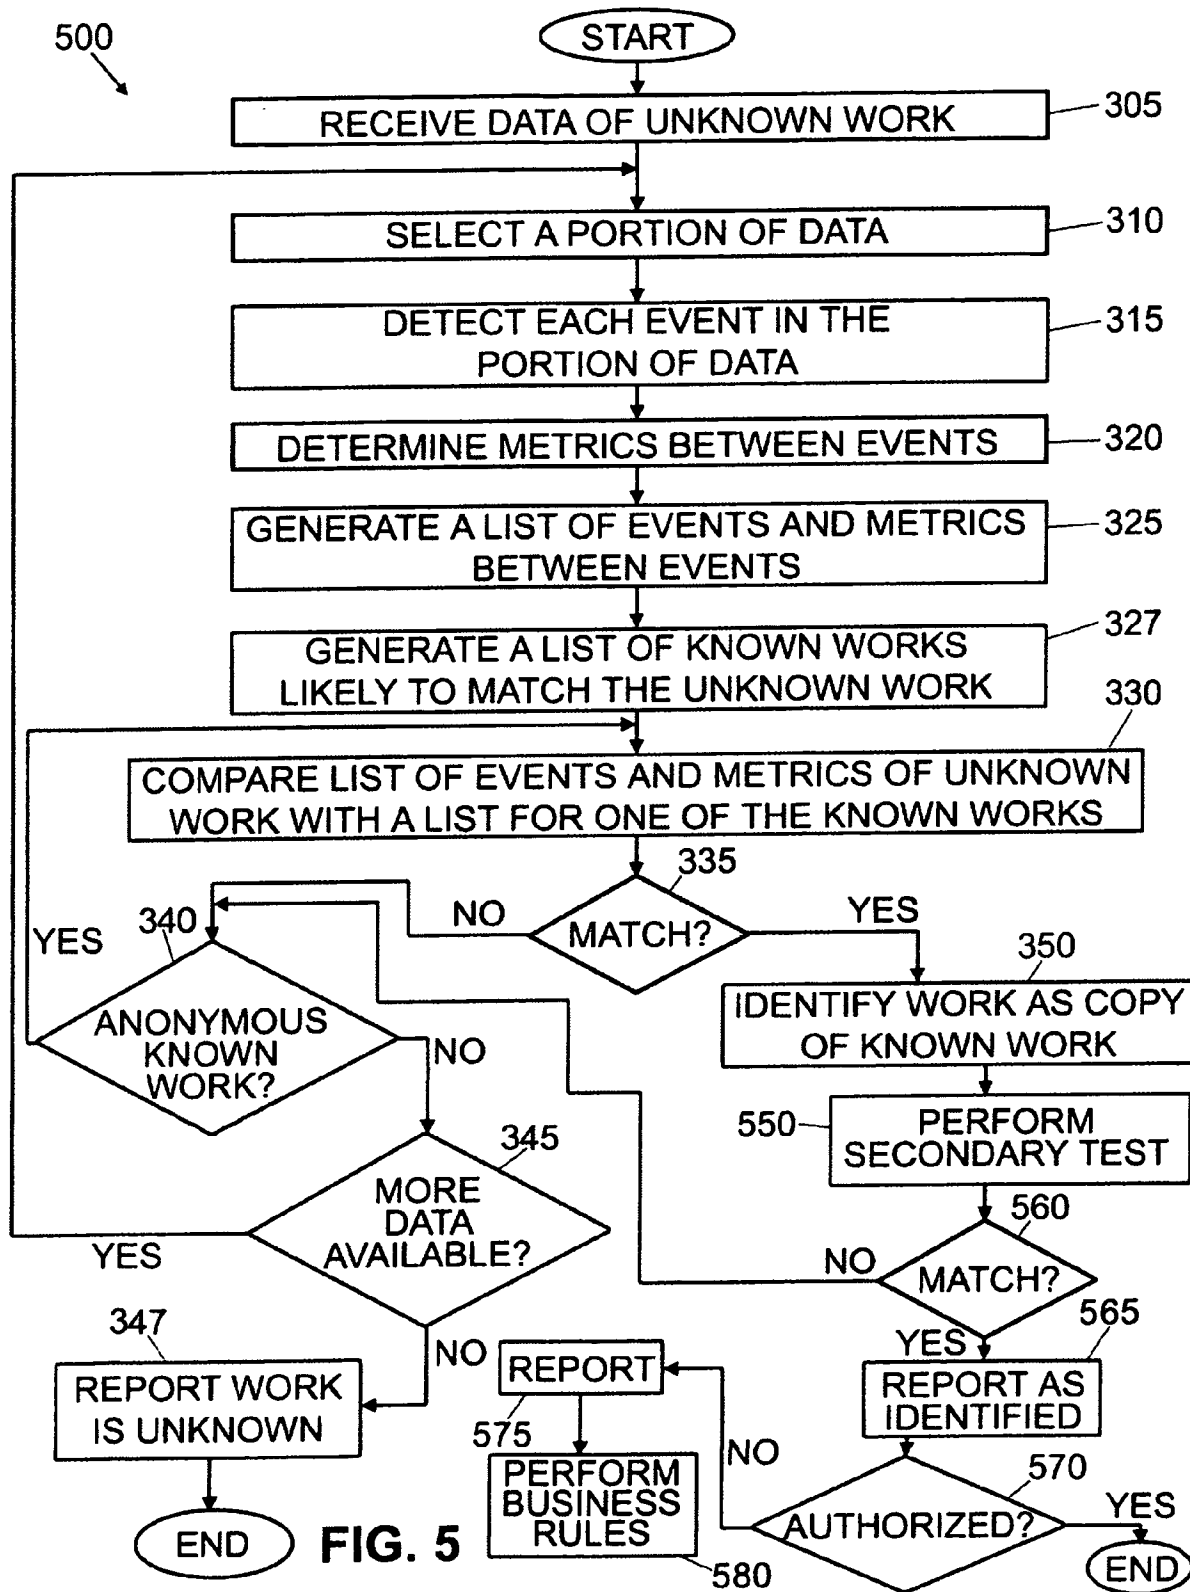 500
START
RECEIVE DATA OF UNKNOWN WORK
305
SELECT A PORTION OF DATA
310
DETECT EACH EVENT IN THE
PORTION OF DATA
315
DETERMINE METRICS BETWEEN EVENTS
320
GENERATE A LIST OF EVENTS AND METRICS
BETWEEN EVENTS
325
GENERATE A LIST OF KNOWN WORKS
LIKELY TO MATCH THE UNKNOWN WORK
327
330
COMPARE LIST OF EVENTS AND METRICS OF UNKNOWN
WORK WITH A LIST FOR ONE OF THE KNOWN WORKS
335
MATCH?
NO
YES
340
YES
ANONYMOUS
KNOWN
WORK?
NO
350
IDENTIFY WORK AS COPY
OF KNOWN WORK
550
PERFORM
SECONDARY TEST
345
MORE
DATA
AVAILABLE?
YES
NO
560
MATCH?
NO
YES
347
REPORT WORK
IS UNKNOWN
END
565
REPORT AS
IDENTIFIED
REPORT
575
NO
570
AUTHORIZED?
YES
END
PERFORM
BUSINESS
RULES
580
FIG. 5